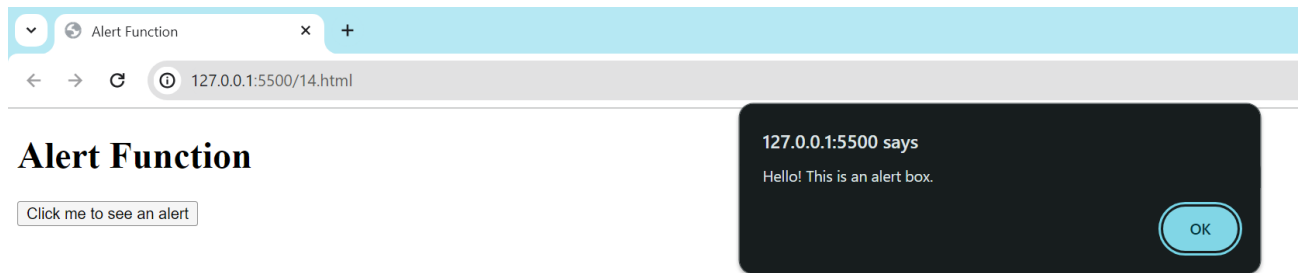 Alert Function
127.0.0.1:5500/14.html
Alert Function
Click me to see an alert
127.0.0.1:5500 says
Hello! This is an alert box.
OK